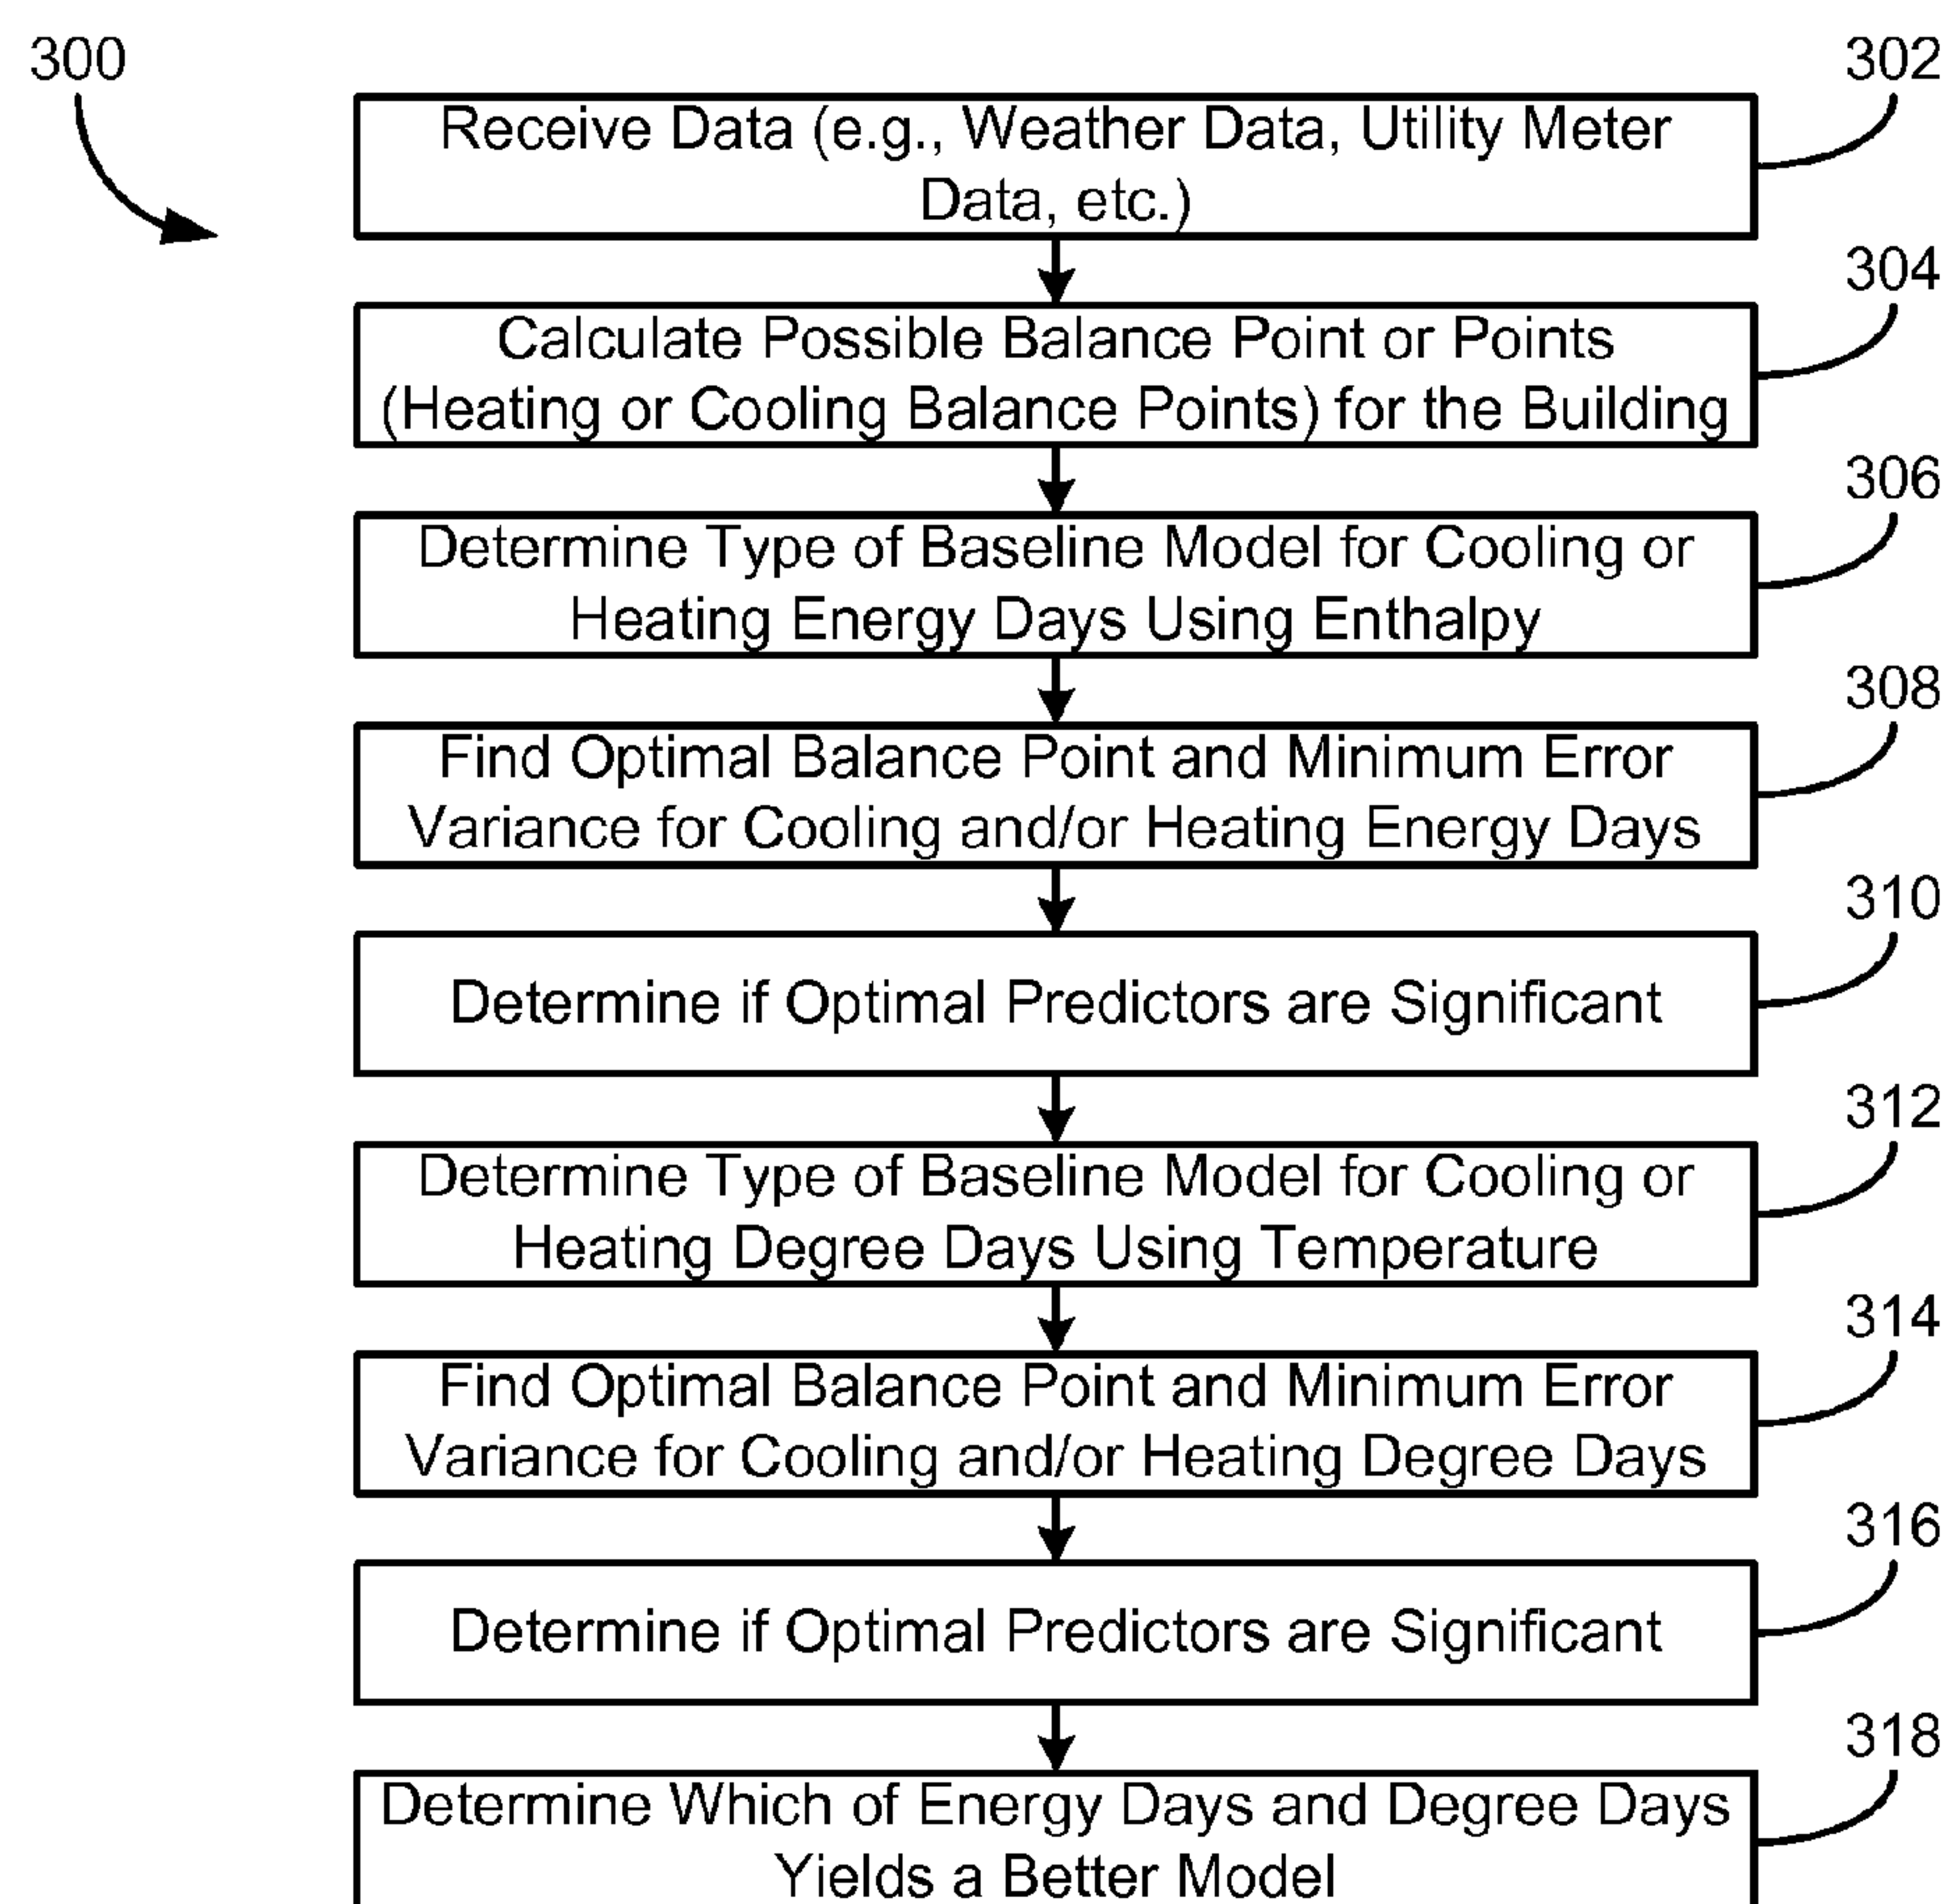 300
302
Receive Data (e.g., Weather Data, Utility Meter
Data, etc.)
304
Calculate Possible Balance Point or Points
(Heating or Cooling Balance Points) for the Building
306
Determine Type of Baseline Model for Cooling or
Heating Energy Days Using Enthalpy
308
Find Optimal Balance Point and Minimum Error
Variance for Cooling and/or Heating Energy Days
310
Determine if Optimal Predictors are Significant
312
Determine Type of Baseline Model for Cooling or
Heating Degree Days Using Temperature
314
Find Optimal Balance Point and Minimum Error
Variance for Cooling and/or Heating Degree Days
316
Determine if Optimal Predictors are Significant
318
Determine Which of Energy Days and Degree Days
Yields a Better Model